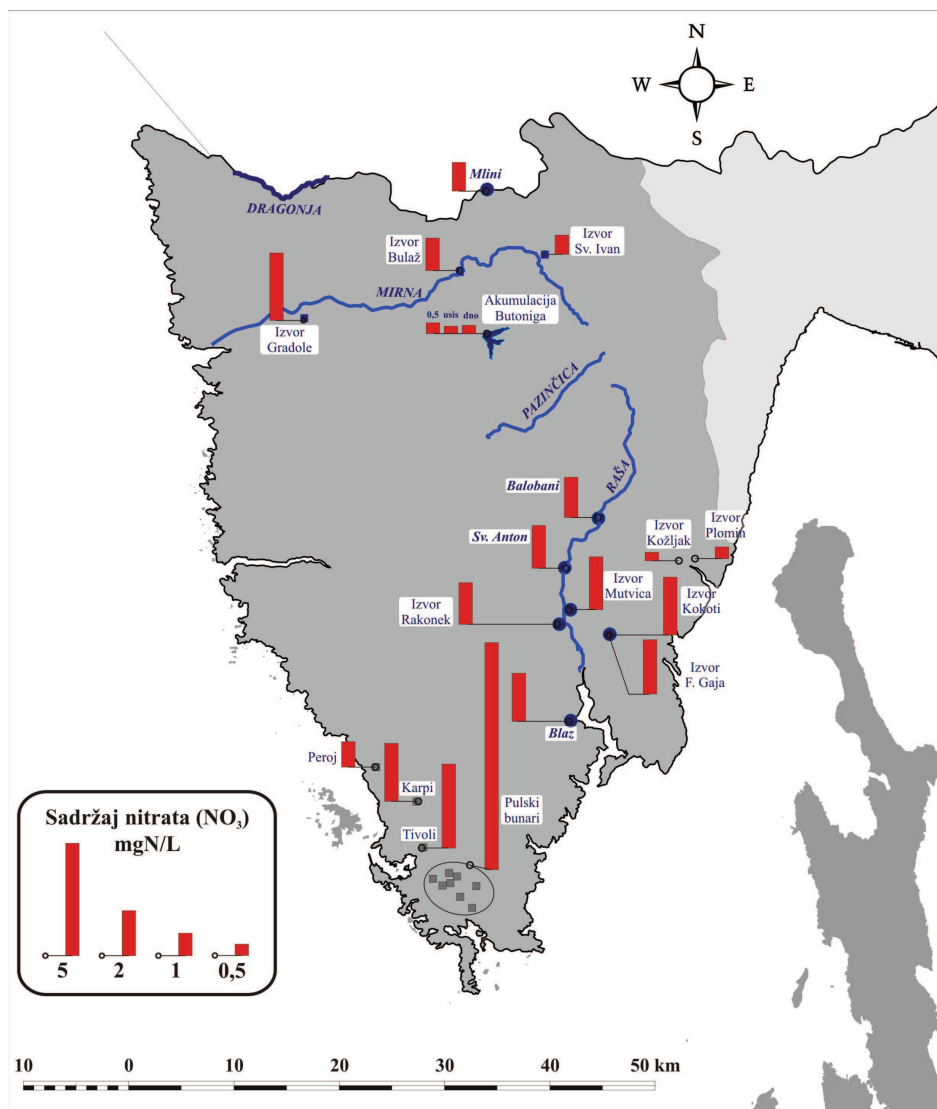 N
W E
S
Mlini
DRAGONJA
Izvor
Bulaž
Izvor
Sv. Ivan
MIRNA
Izvor
Gradole
Akumulacija
Butoniga
0,5 usis dno
PAZINČICA
RAŠA
Balobani
Sv. Anton
Izvor
Kožljak
Izvor
Plomin
Izvor
Mutvica
Izvor
Kokoti
Izvor
Rakonek
Izvor
F. Gaja
Blaz
Peroj
Karpi
Tivoli
Pulski
bunari
Sadržaj nitrata (NO₃)
mgN/L
5 2 1 0,5
10 0 10 20 30 40 50 km